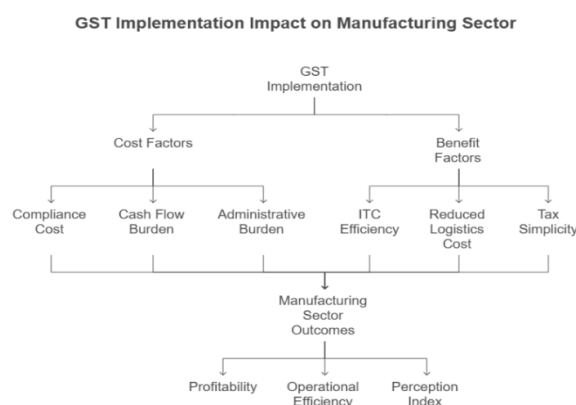 GST Implementation Impact on Manufacturing Sector
GST
Implementation
Cost Factors
Benefit
Factors
Compliance
Cost
Cash Flow
Burden
Administrative
Burden
ITC
Efficiency
Reduced
Logistics
Cost
Tax
Simplicity
Manufacturing
Sector
Outcomes
Profitability
Operational
Efficiency
Perception
Index